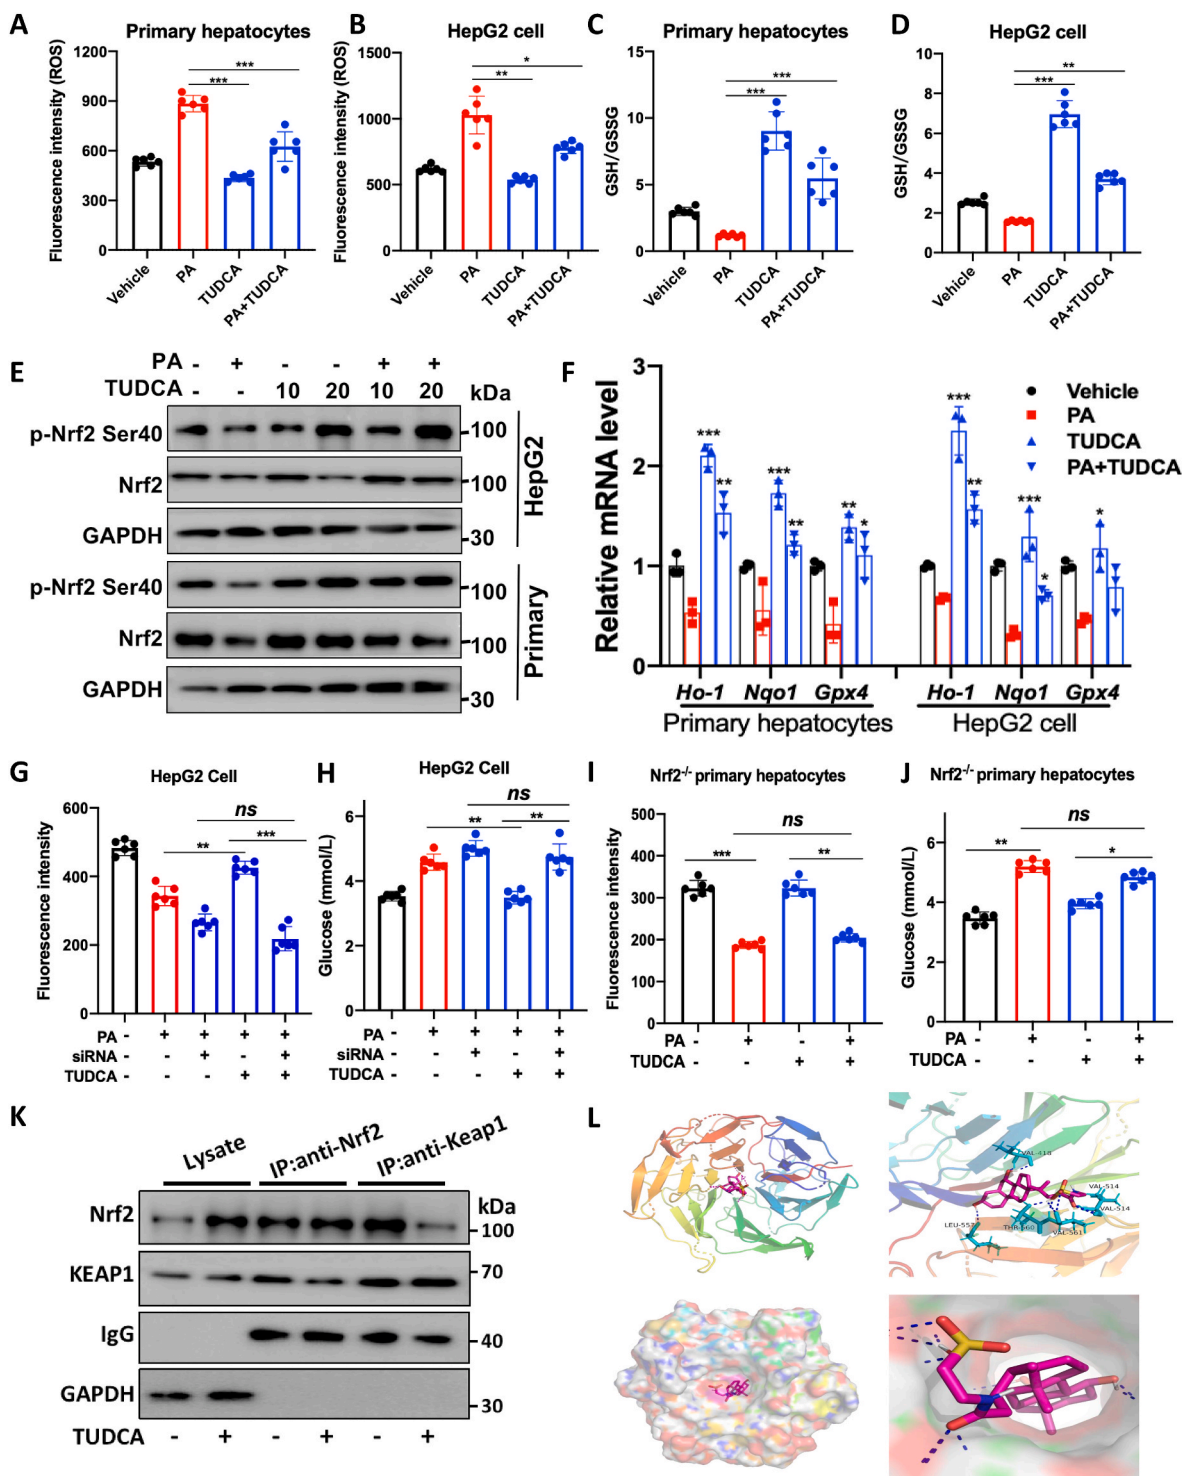 A
Primary hepatocytes
Fluorescence intensity (ROS)
1200
900
600
300
0
***
***
Vehicle
PA
TUDCA
PA+TUDCA
B
HepG2 cell
Fluorescence intensity (ROS)
1500
1000
500
0
*
**
Vehicle
PA
TUDCA
PA+TUDCA
C
Primary hepatocytes
GSH/GSSG
15
10
5
0
***
***
Vehicle
PA
TUDCA
PA+TUDCA
D
HepG2 cell
GSH/GSSG
10
8
6
4
2
0
**
***
Vehicle
PA
TUDCA
PA+TUDCA
E
PA - + - - + +
TUDCA - - 10 20 10 20 kDa
p-Nrf2 Ser40 100
Nrf2 100
GAPDH 30
HepG2
p-Nrf2 Ser40 100
Nrf2 100
GAPDH 30
Primary
F
Relative mRNA level
3
2
1
0
Vehicle
PA
TUDCA
PA+TUDCA
*** ** *** ** ** *
*** ** *** * *
Ho-1 Nqo1 Gpx4 Ho-1 Nqo1 Gpx4
Primary hepatocytes HepG2 cell
G
HepG2 Cell
Fluorescence intensity
600
400
200
0
ns
** ***
PA - + + + +
siRNA - - + - +
TUDCA - - - + +
H
HepG2 Cell
Glucose (mmol/L)
6
4
2
0
ns
** **
PA - + + + +
siRNA - - + - +
TUDCA - - - + +
I
Nrf2-/- primary hepatocytes
Fluorescence intensity
500
400
300
200
100
0
ns
*** **
PA - + - +
TUDCA - - + +
J
Nrf2-/- primary hepatocytes
Glucose (mmol/L)
6
4
2
0
ns
** *
PA - + - +
TUDCA - - + +
K
Lysate IP:anti-Nrf2 IP:anti-Keap1
kDa
Nrf2 100
KEAP1 70
IgG 40
GAPDH 30
TUDCA - + - + - +
L
VAL-418
VAL-514
VAL-514
THR-560
VAL-561